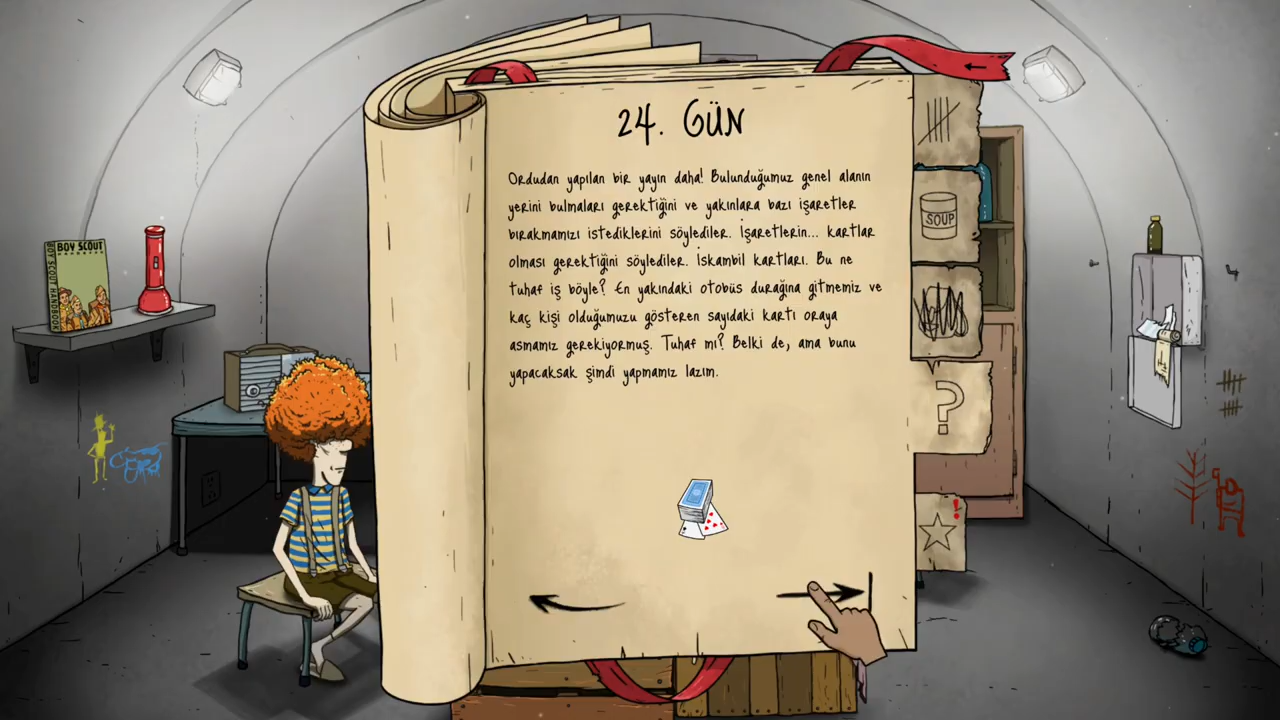 24. GÜN
Ordudan yapılan bir yayın daha! Bulunduğumuz genel alanın
yerini bulmaları gerektiğini ve yakınlara bazı işaretler
bırakmamızı istediklerini söylediler. İşaretlerin... kartlar
olması gerektiğini söylediler. İskambil kartları. Bu ne
tuhaf iş böyle? En yakındaki otobüs durağına gitmemiz ve
kaç kişi olduğumuzu gösteren sayıdaki kartı oraya
asmamız gerekiyormuş. Tuhaf mı? Belki de, ama bunu
yapacaksak şimdi yapmamız lazım.
SOUP
?
!
BOY SCOUT
BOY SCOUT HANDBOOK